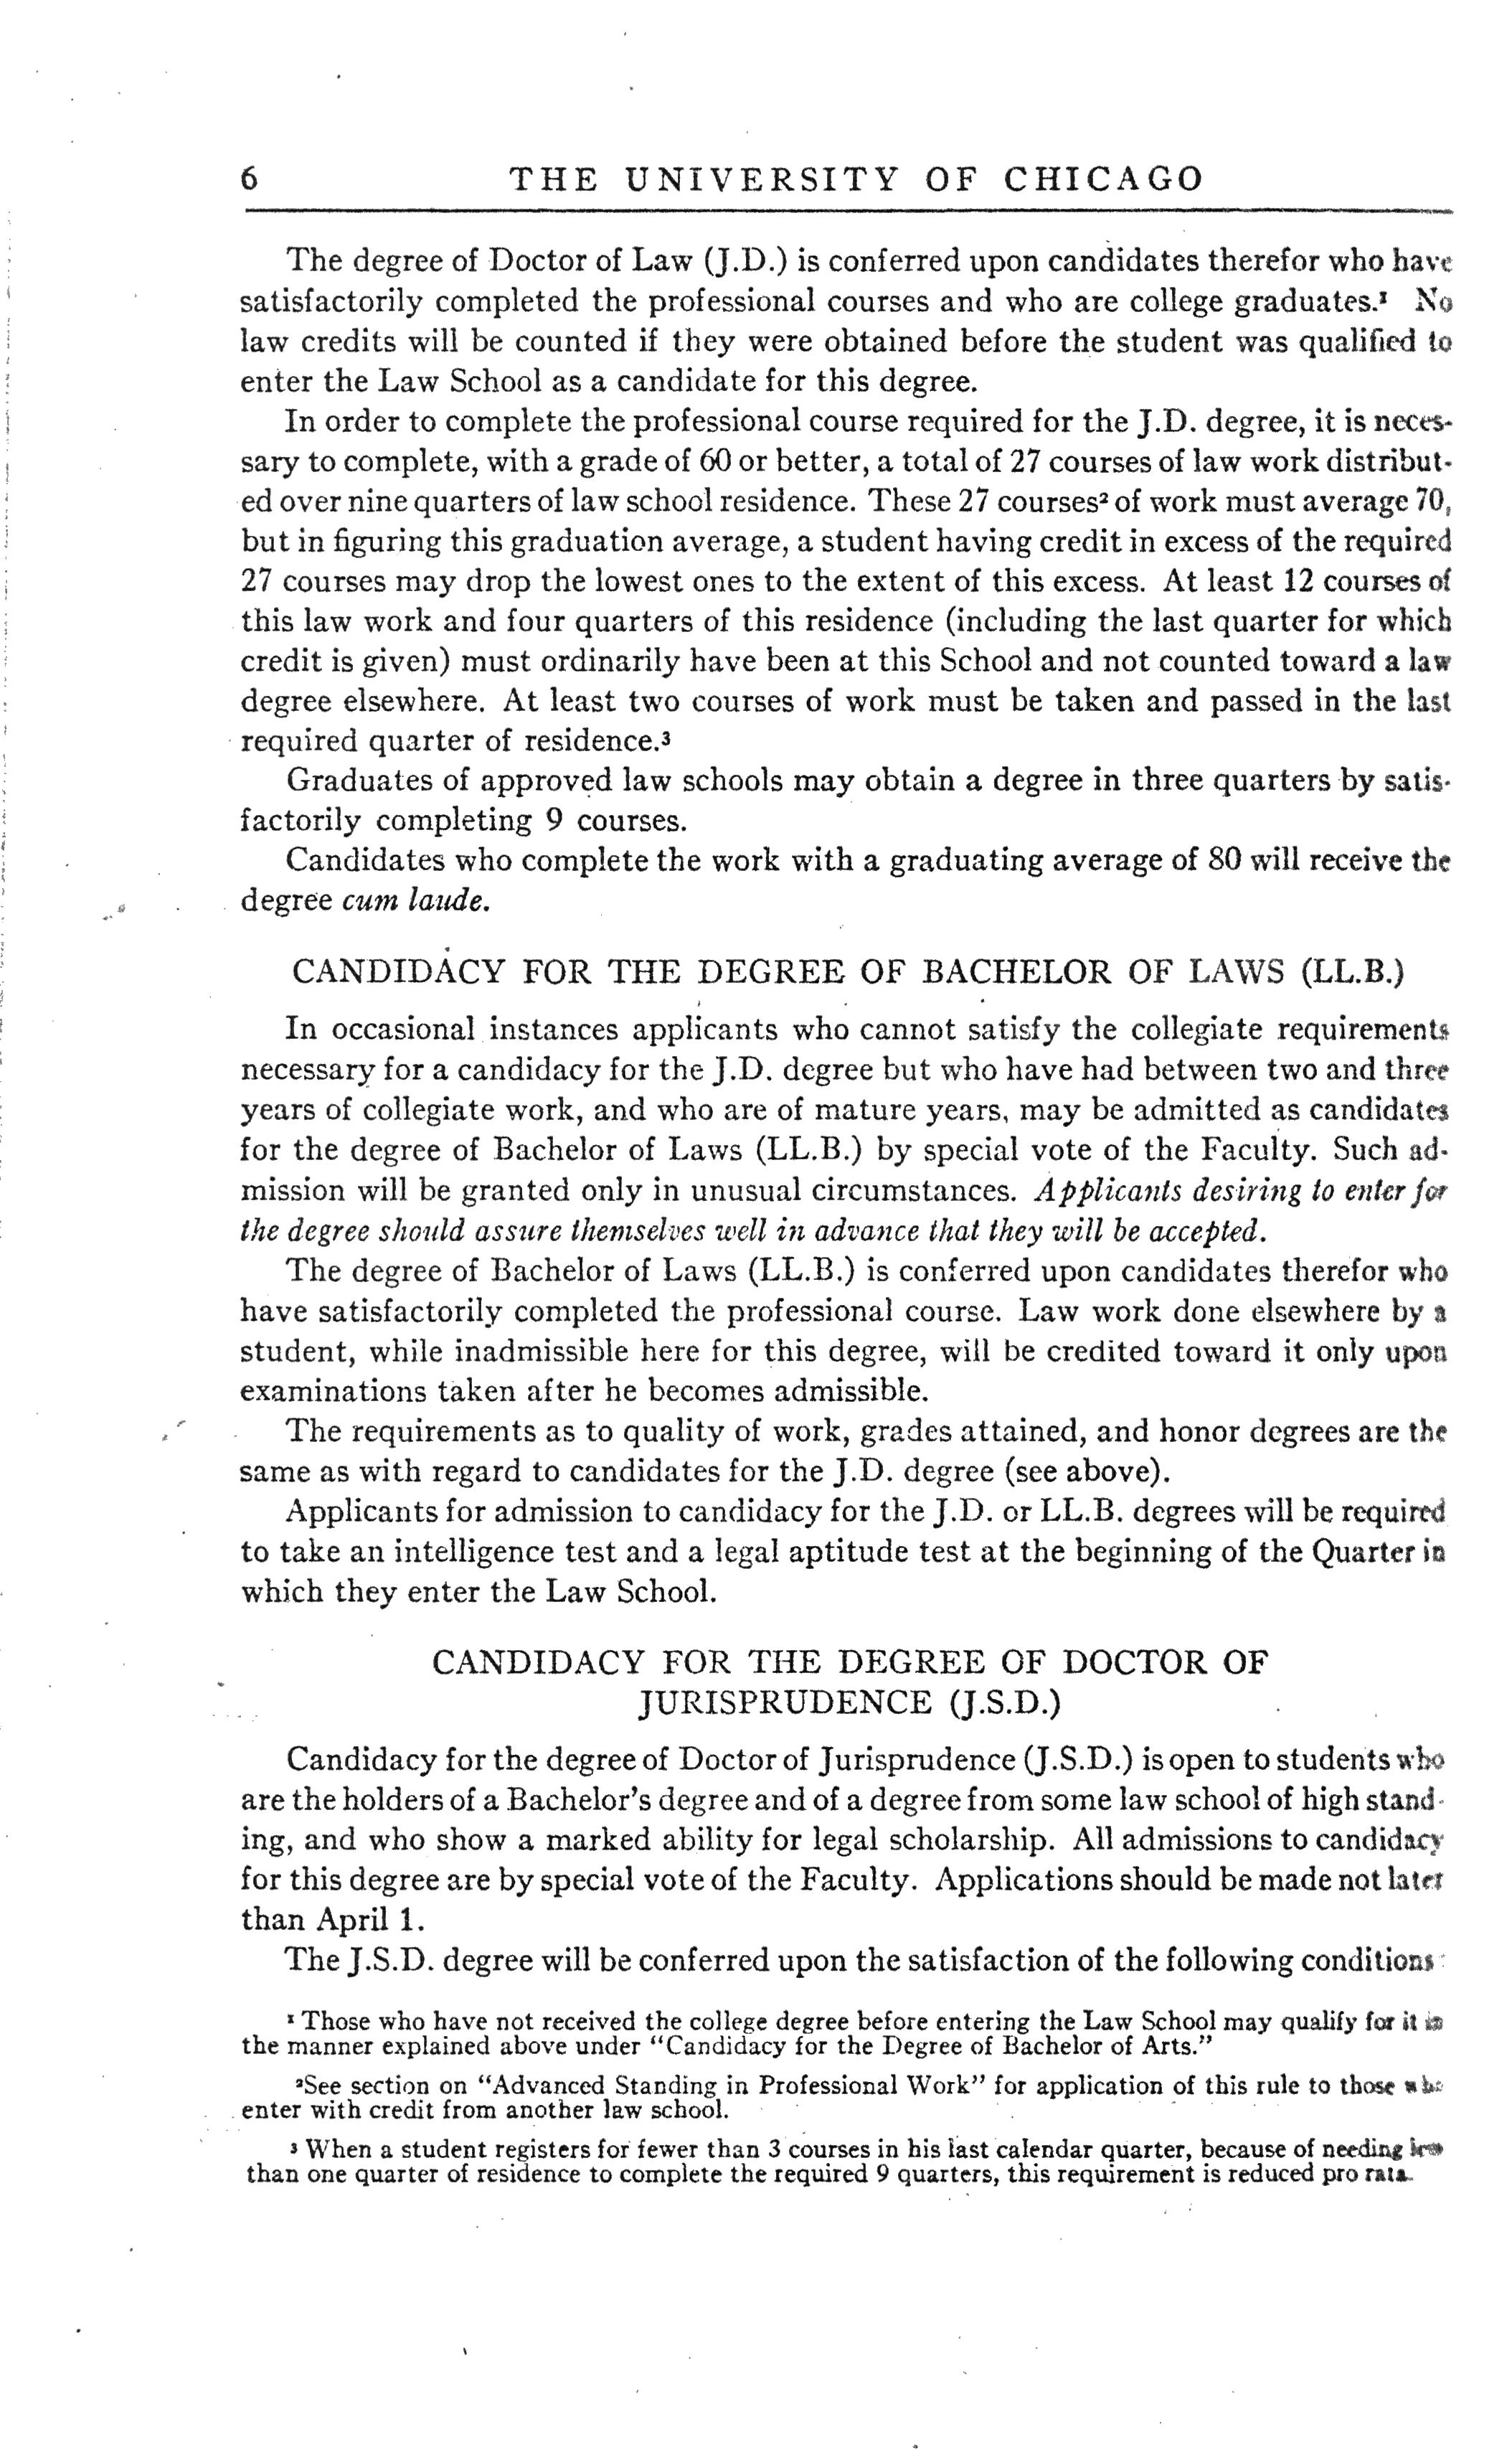 6 THE UNIVERSITY OF CHICAGO
The degree of Doctor of Law (J.D.) is conferred upon candidates therefor who have
satisfactorily completed the professional courses and who are college graduates.¹ No
law credits will be counted if they were obtained before the student was qualified to
enter the Law School as a candidate for this degree.
In order to complete the professional course required for the J.D. degree, it is neces-
sary to complete, with a grade of 60 or better, a total of 27 courses of law work distribut-
ed over nine quarters of law school residence. These 27 courses² of work must average 70,
but in figuring this graduation average, a student having credit in excess of the required
27 courses may drop the lowest ones to the extent of this excess. At least 12 courses of
this law work and four quarters of this residence (including the last quarter for which
credit is given) must ordinarily have been at this School and not counted toward a law
degree elsewhere. At least two courses of work must be taken and passed in the last
required quarter of residence.³
Graduates of approved law schools may obtain a degree in three quarters by satis-
factorily completing 9 courses.
Candidates who complete the work with a graduating average of 80 will receive the
degree cum laude.
CANDIDACY FOR THE DEGREE OF BACHELOR OF LAWS (LL.B.)
In occasional instances applicants who cannot satisfy the collegiate requirements
necessary for a candidacy for the J.D. degree but who have had between two and three
years of collegiate work, and who are of mature years, may be admitted as candidates
for the degree of Bachelor of Laws (LL.B.) by special vote of the Faculty. Such ad-
mission will be granted only in unusual circumstances. Applicants desiring to enter for
the degree should assure themselves well in advance that they will be accepted.
The degree of Bachelor of Laws (LL.B.) is conferred upon candidates therefor who
have satisfactorily completed the professional course. Law work done elsewhere by a
student, while inadmissible here for this degree, will be credited toward it only upon
examinations taken after he becomes admissible.
The requirements as to quality of work, grades attained, and honor degrees are the
same as with regard to candidates for the J.D. degree (see above).
Applicants for admission to candidacy for the J.D. or LL.B. degrees will be required
to take an intelligence test and a legal aptitude test at the beginning of the Quarter in
which they enter the Law School.
CANDIDACY FOR THE DEGREE OF DOCTOR OF
JURISPRUDENCE (J.S.D.)
Candidacy for the degree of Doctor of Jurisprudence (J.S.D.) is open to students who
are the holders of a Bachelor's degree and of a degree from some law school of high stand-
ing, and who show a marked ability for legal scholarship. All admissions to candidacy
for this degree are by special vote of the Faculty. Applications should be made not later
than April 1.
The J.S.D. degree will be conferred upon the satisfaction of the following conditions:
¹ Those who have not received the college degree before entering the Law School may qualify for it in
the manner explained above under "Candidacy for the Degree of Bachelor of Arts."
²See section on "Advanced Standing in Professional Work" for application of this rule to those who
enter with credit from another law school.
³ When a student registers for fewer than 3 courses in his last calendar quarter, because of needing less
than one quarter of residence to complete the required 9 quarters, this requirement is reduced pro rata.